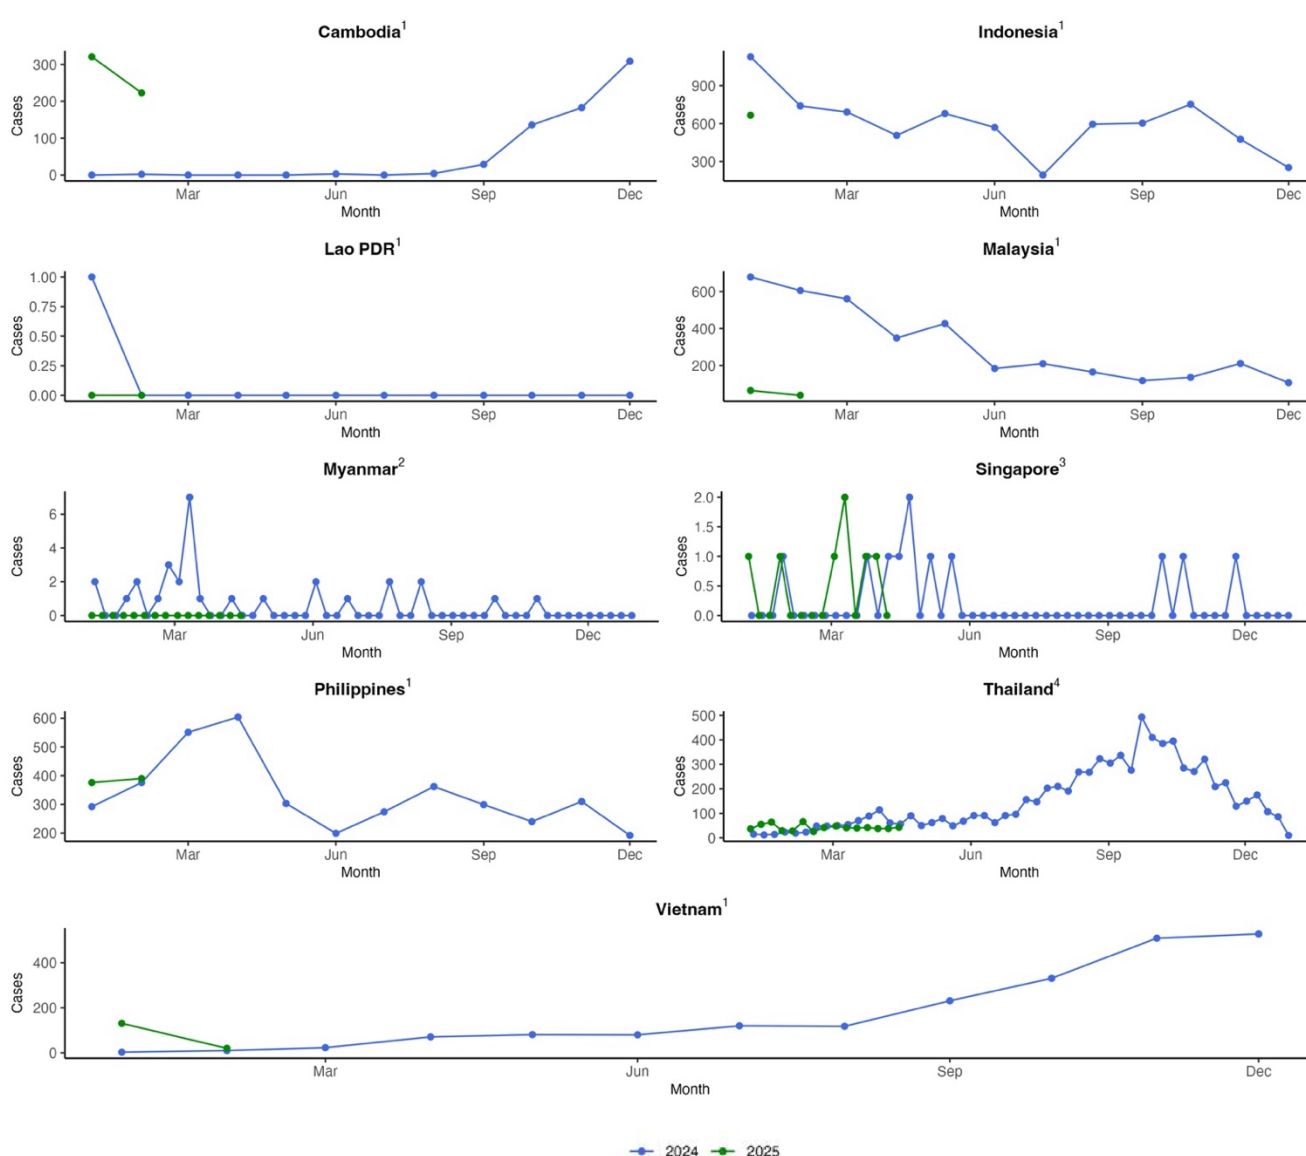 Cambodia¹
Indonesia¹
Cases
300
200
100
0
Mar
Jun
Sep
Dec
Month
Cases
900
600
300
Mar
Jun
Sep
Dec
Month
Lao PDR¹
Malaysia¹
Cases
1.00
0.75
0.50
0.25
0.00
Mar
Jun
Sep
Dec
Month
Cases
600
400
200
Mar
Jun
Sep
Dec
Month
Myanmar²
Singapore³
Cases
6
4
2
0
Mar
Jun
Sep
Dec
Month
Cases
2.0
1.5
1.0
0.5
0.0
Mar
Jun
Sep
Dec
Month
Philippines¹
Thailand⁴
Cases
600
500
400
300
200
Mar
Jun
Sep
Dec
Month
Cases
500
400
300
200
100
0
Mar
Jun
Sep
Dec
Month
Vietnam¹
Cases
400
200
0
Mar
Jun
Sep
Dec
Month
2024
2025